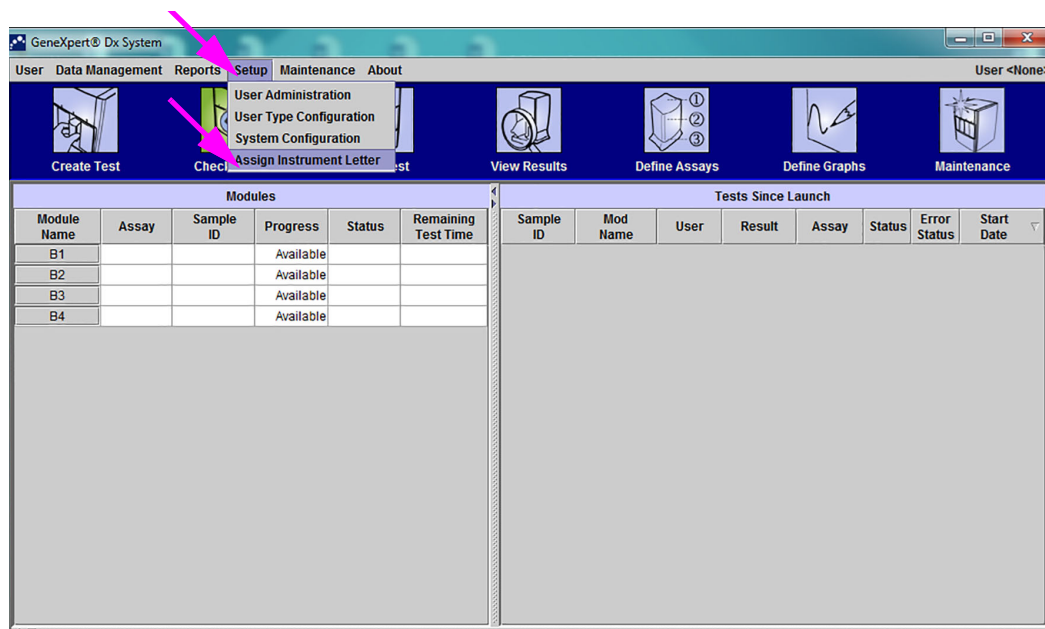 GeneXpert® Dx System
User Data Management Reports Setup Maintenance About User <None
User Administration
User Type Configuration
System Configuration
Assign Instrument Letter
Create Test
View Results
Define Assays
Define Graphs
Maintenance
①
②
③
Modules
Module Name Assay Sample ID Progress Status Remaining Test Time
B1 Available
B2 Available
B3 Available
B4 Available
Tests Since Launch
Sample ID Mod Name User Result Assay Status Error Status Start Date